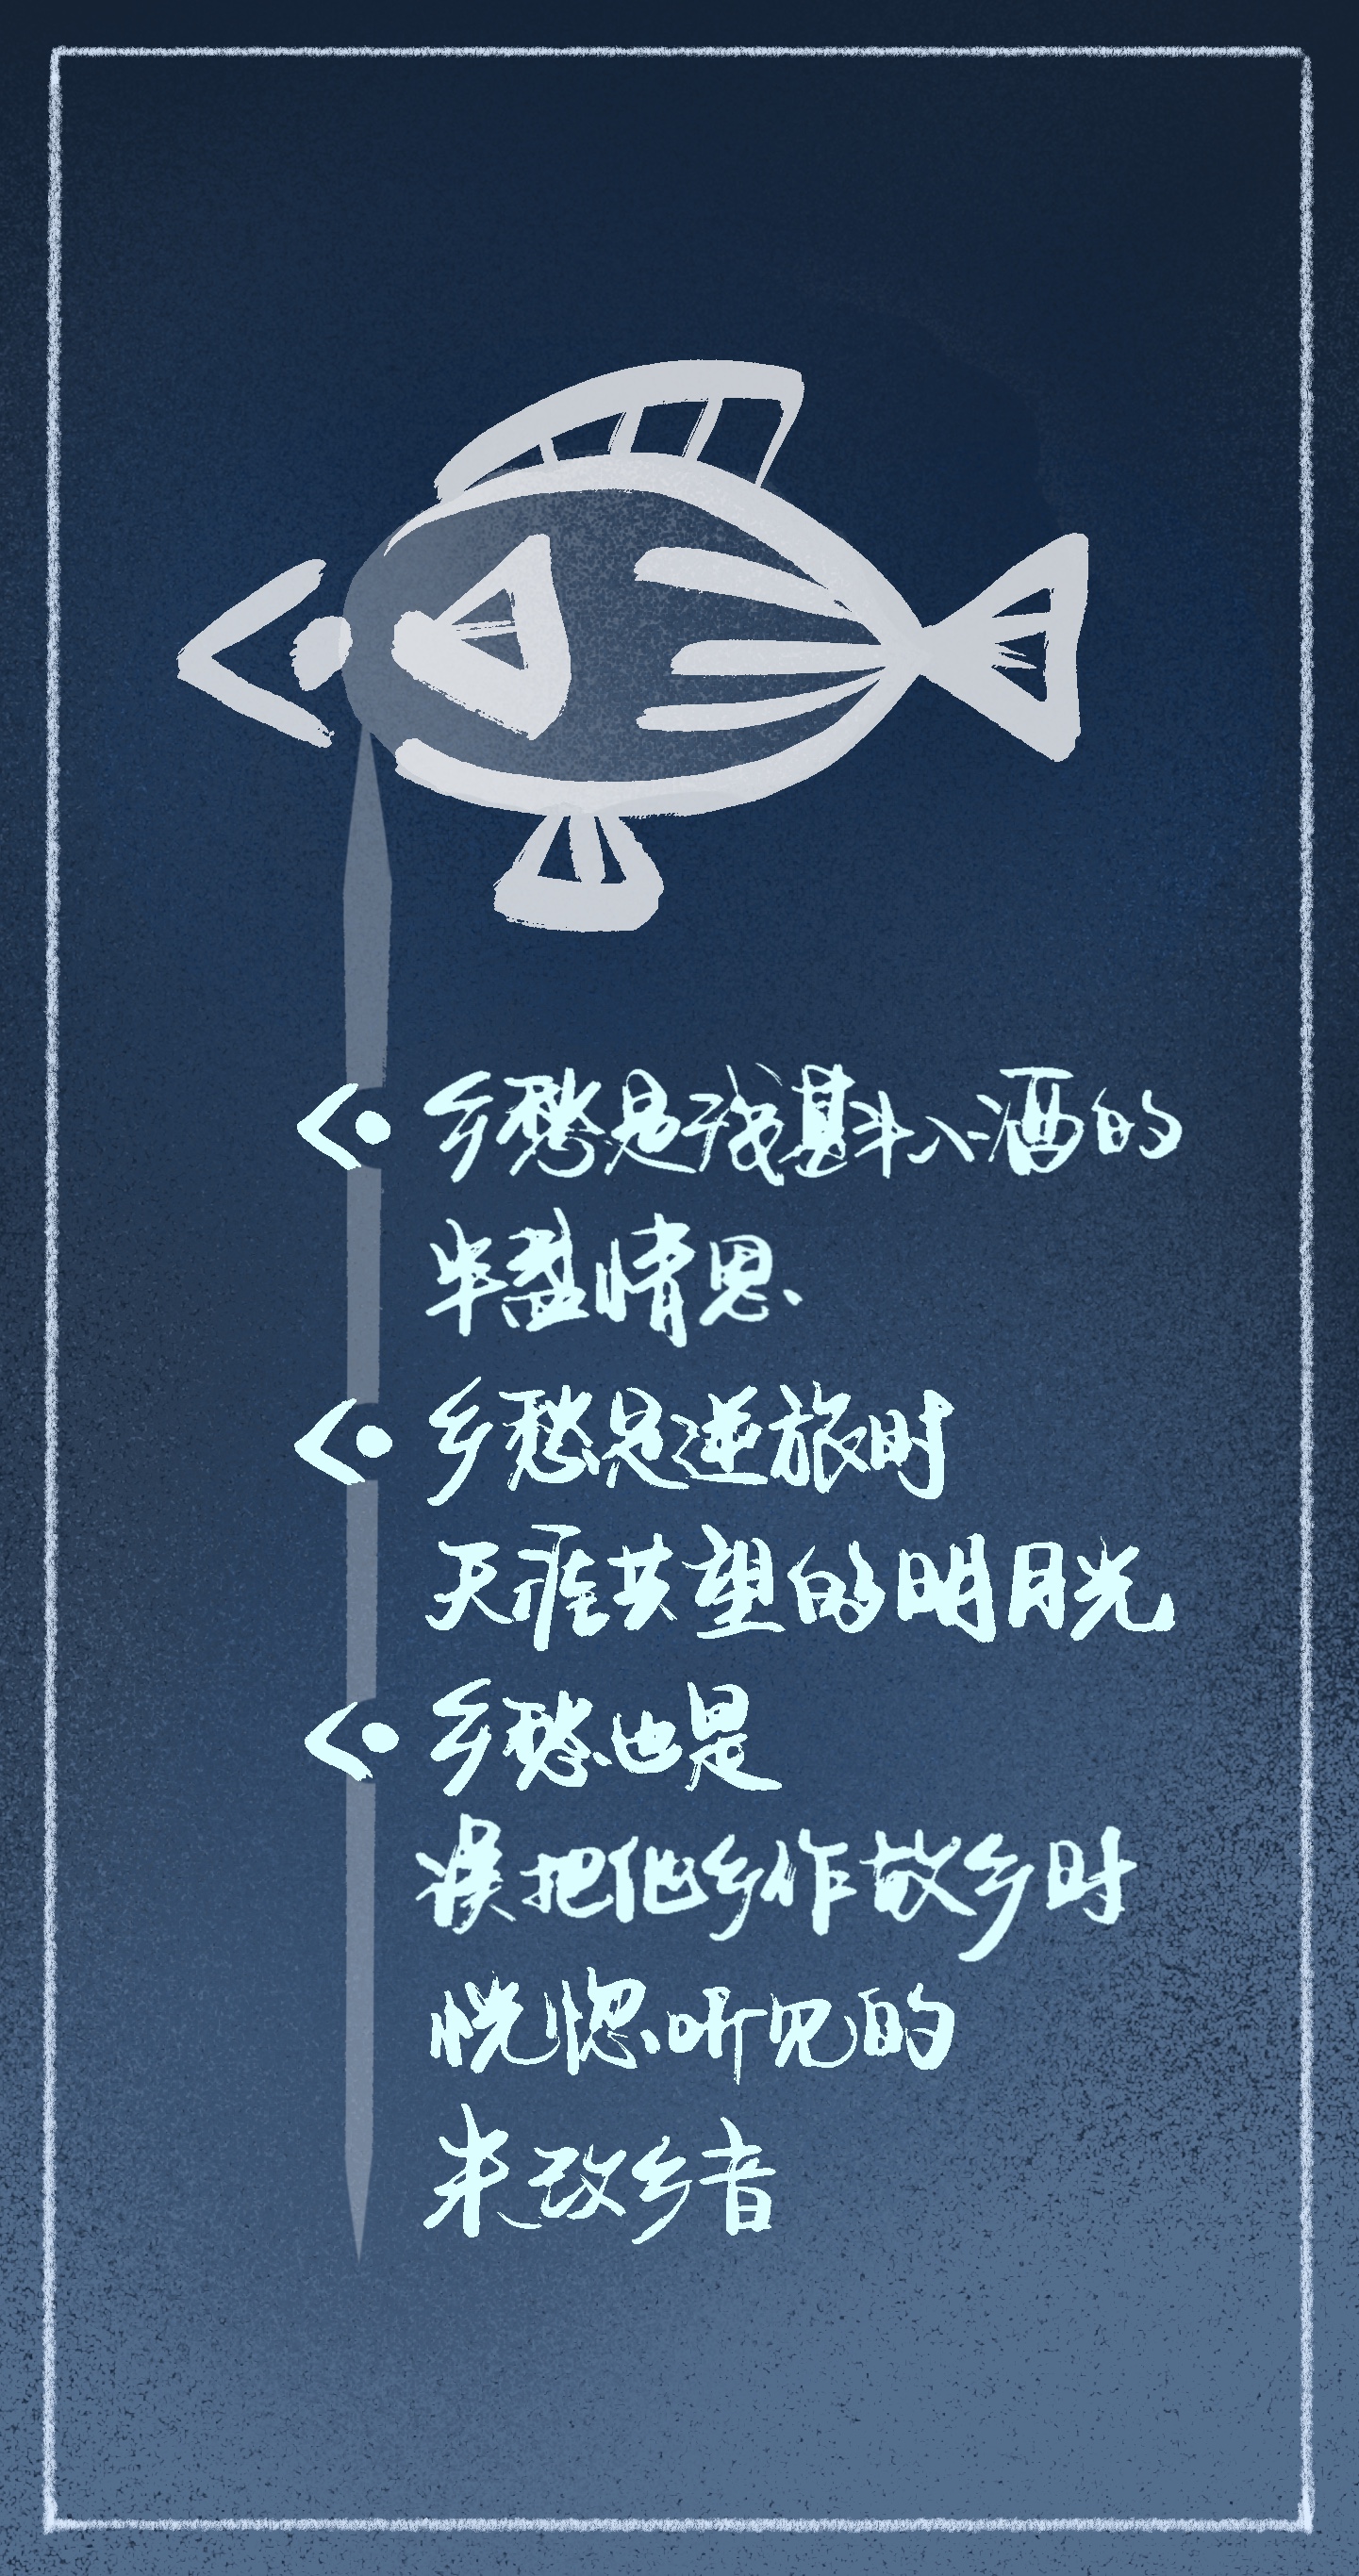 乡愁是浅斟入酒的
半盏情思
乡愁是逆旅时
天涯共望的明月光
乡愁也是
误把他乡作故乡时
恍惚听见的
未改乡音